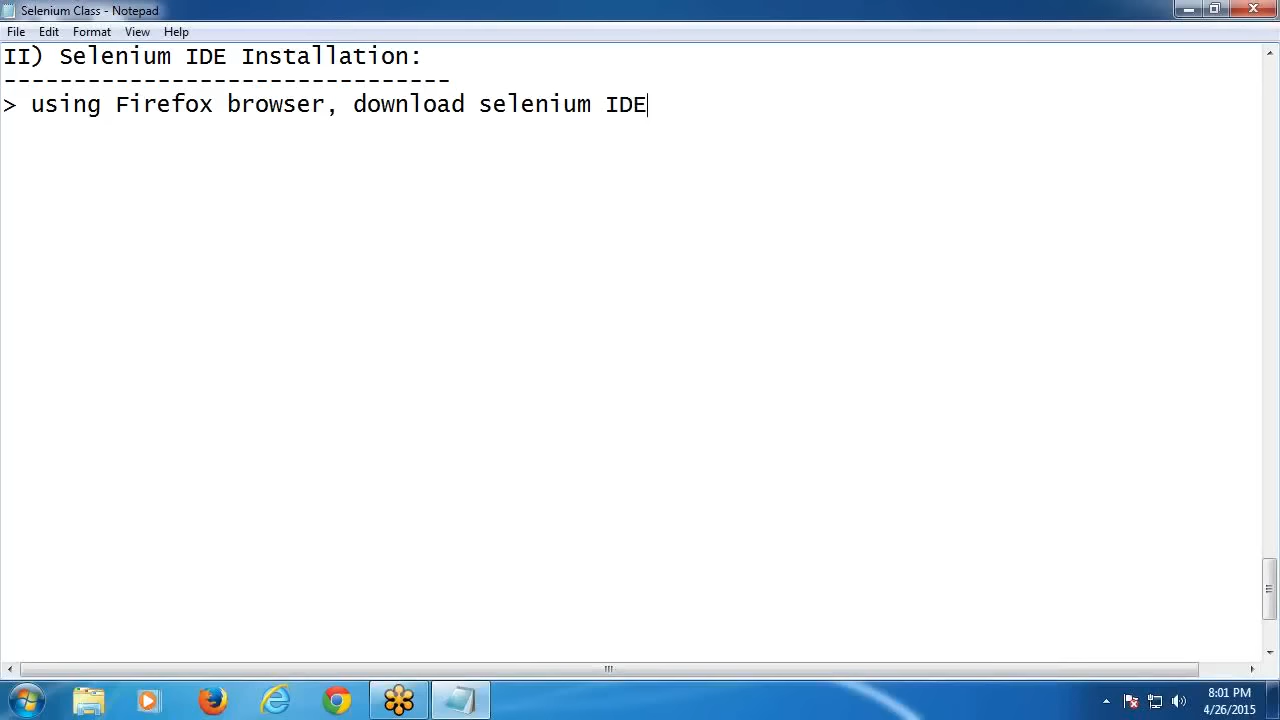 Selenium Class - Notepad
File Edit Format View Help
II) Selenium IDE Installation:
--------------------------------
> using Firefox browser, download selenium IDE
8:01 PM
4/26/2015